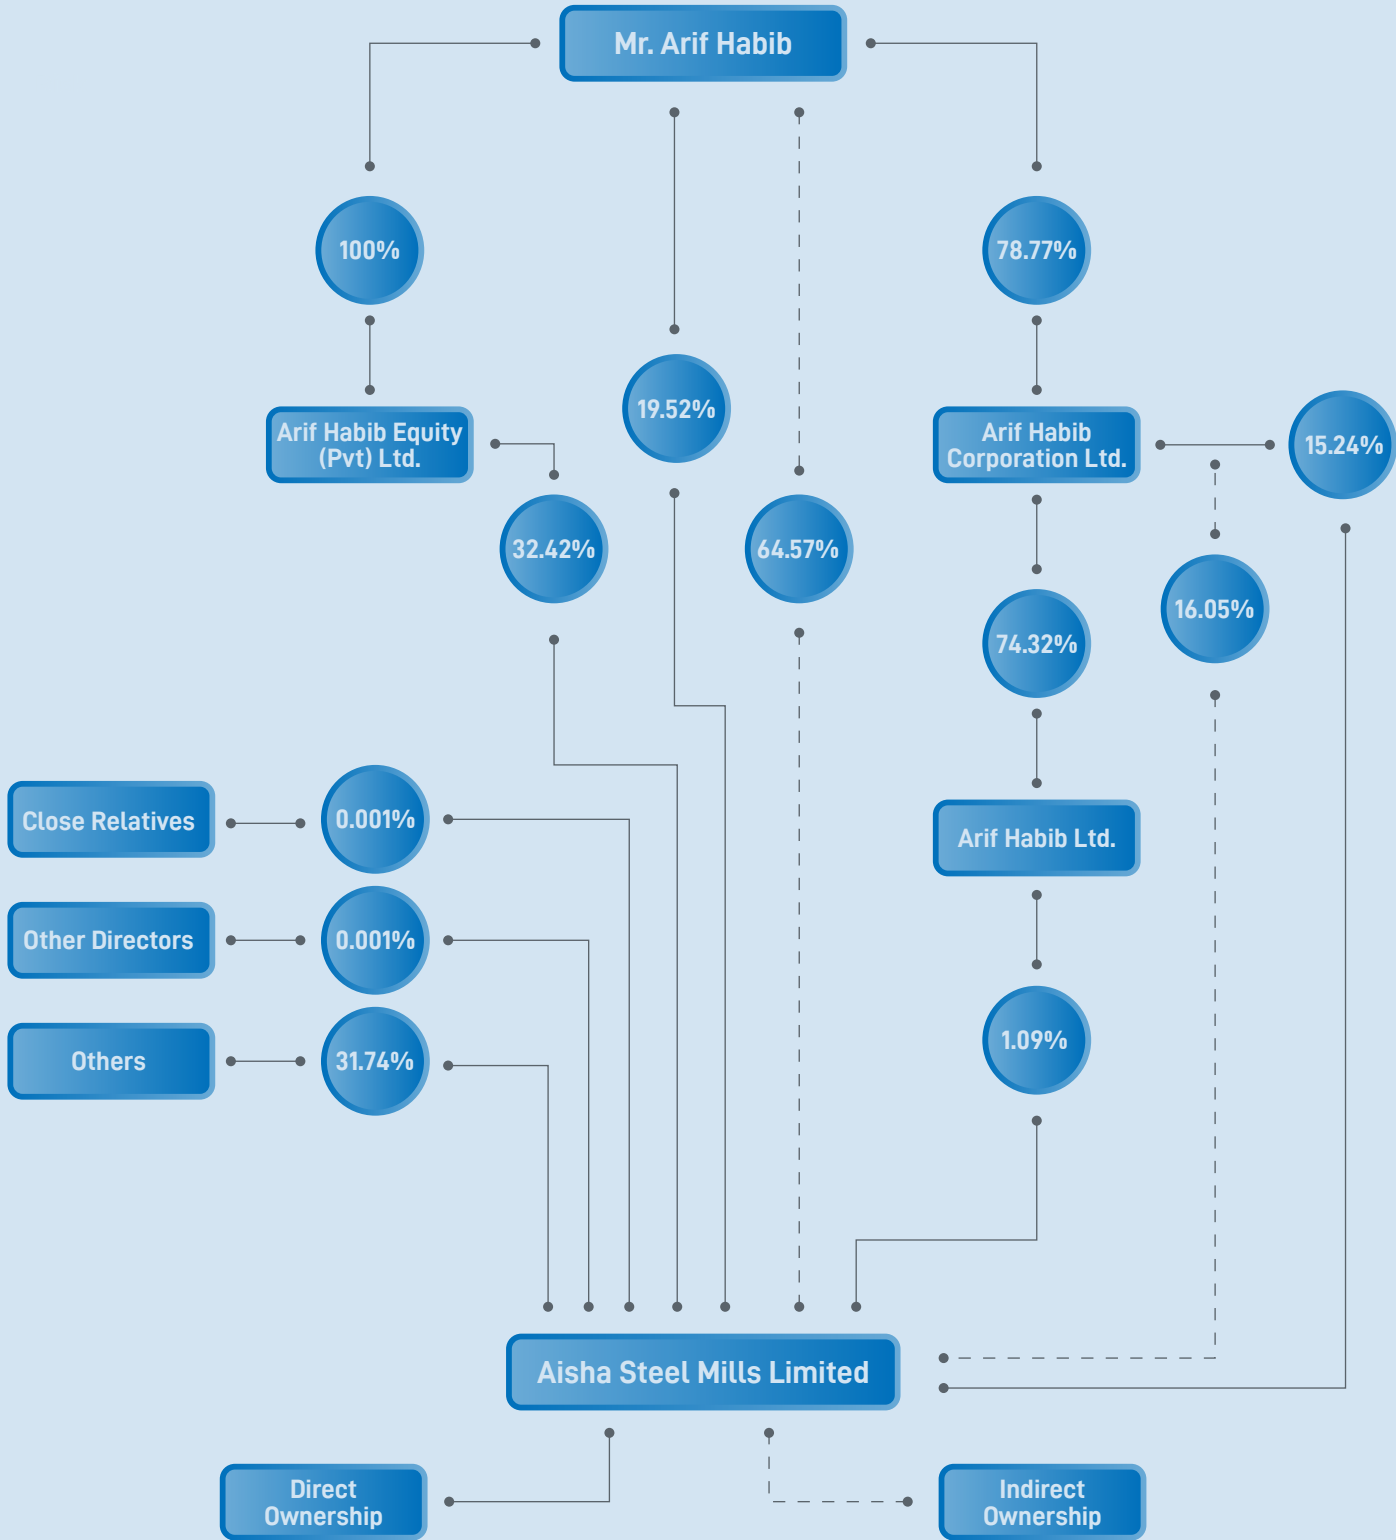 Mr. Arif Habib
100%
78.77%
19.52%
Arif Habib Equity
(Pvt) Ltd.
Arif Habib
Corporation Ltd.
15.24%
32.42%
64.57%
16.05%
74.32%
Close Relatives
0.001%
Arif Habib Ltd.
Other Directors
0.001%
Others
31.74%
1.09%
Aisha Steel Mills Limited
Direct
Ownership
Indirect
Ownership